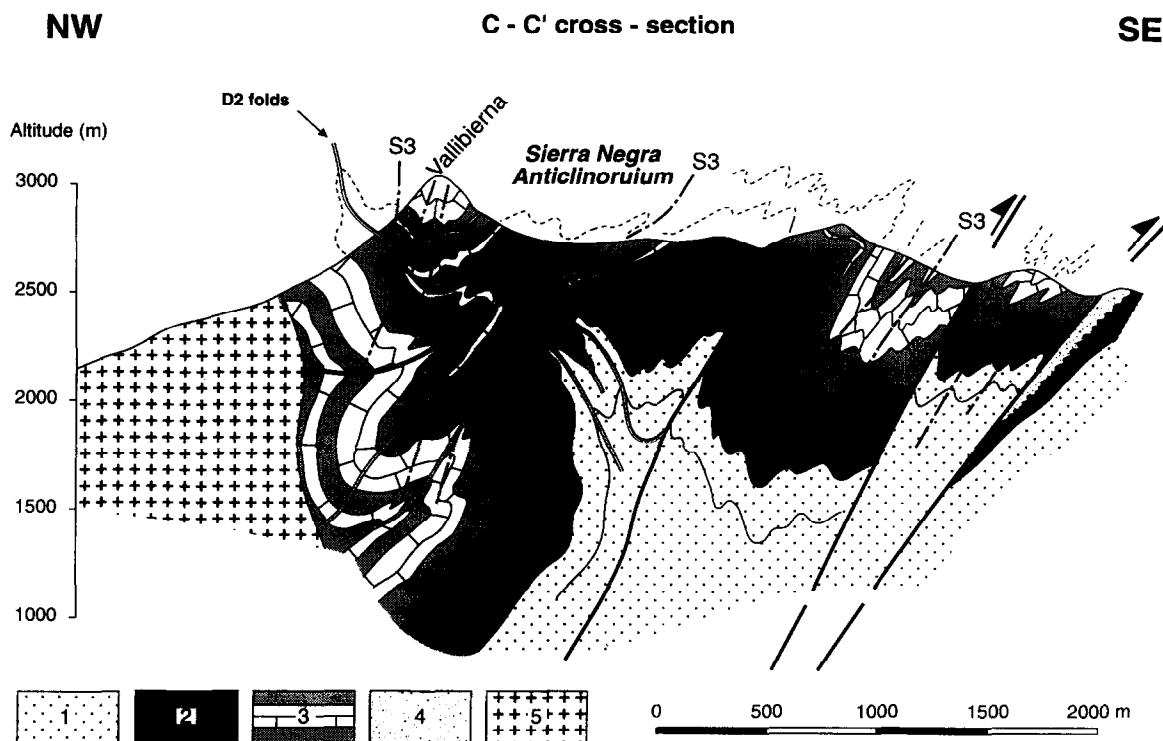 NW
C - C' cross - section
SE
D2 folds
Altitude (m)
S3
Vallibierna
Sierra Negra
Anticlinoruium
S3
S3
3000
2500
2000
1500
1000
1
2
3
4
5
0
500
1000
1500
2000 m